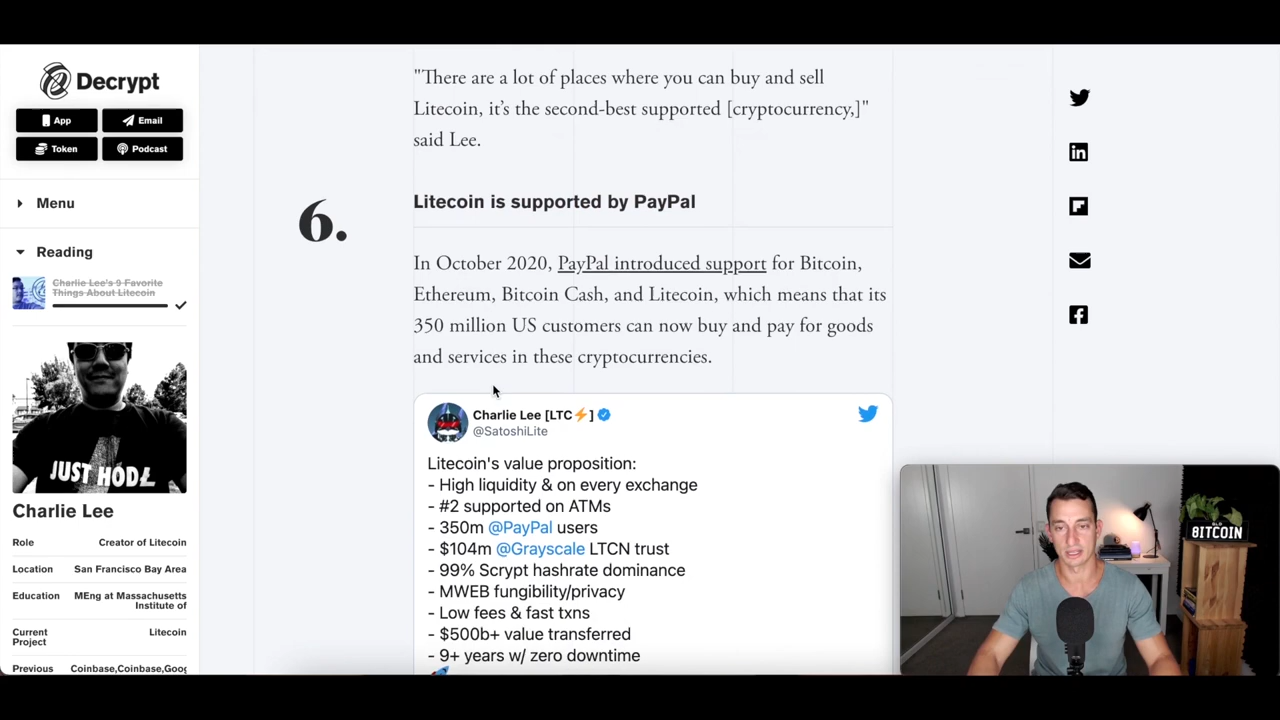 Decrypt
App
Email
Token
Podcast
Menu
Reading
Charlie Lee's 9 Favorite
Things About Litecoin
JUST HODŁ
Charlie Lee
Role
Creator of Litecoin
Location
San Francisco Bay Area
Education
MEng at Massachusetts
Institute of
Current
Project
Litecoin
Previous
Coinbase,Coinbase,Goog
"There are a lot of places where you can buy and sell
Litecoin, it's the second-best supported [cryptocurrency,]"
said Lee.
6.
Litecoin is supported by PayPal
In October 2020, PayPal introduced support for Bitcoin,
Ethereum, Bitcoin Cash, and Litecoin, which means that its
350 million US customers can now buy and pay for goods
and services in these cryptocurrencies.
Charlie Lee [LTC⚡]
@SatoshiLite
Litecoin's value proposition:
- High liquidity & on every exchange
- #2 supported on ATMs
- 350m @PayPal users
- $104m @Grayscale LTCN trust
- 99% Scrypt hashrate dominance
- MWEB fungibility/privacy
- Low fees & fast txns
- $500b+ value transferred
- 9+ years w/ zero downtime
BITCOIN